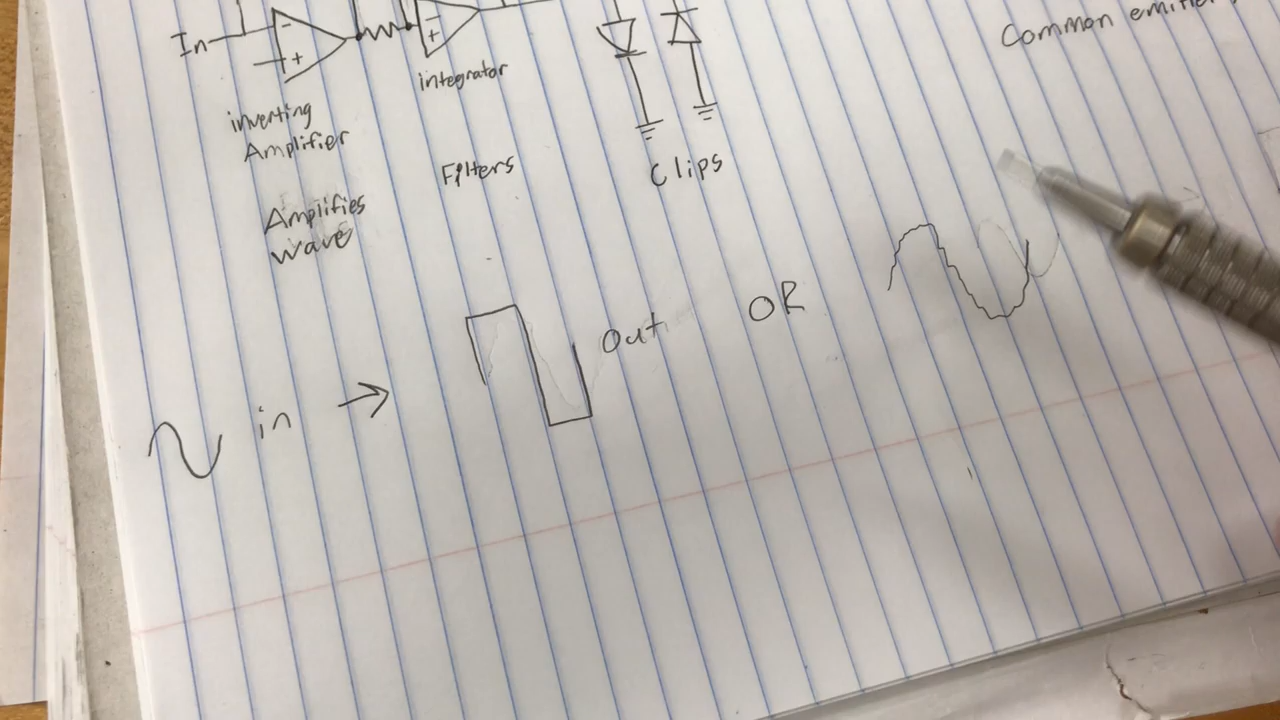 Common emitter
In
- 
+
-
+
integrator
inverting
Amplifier
Filters
Clips
Amplifies
wave
in
Out
OR